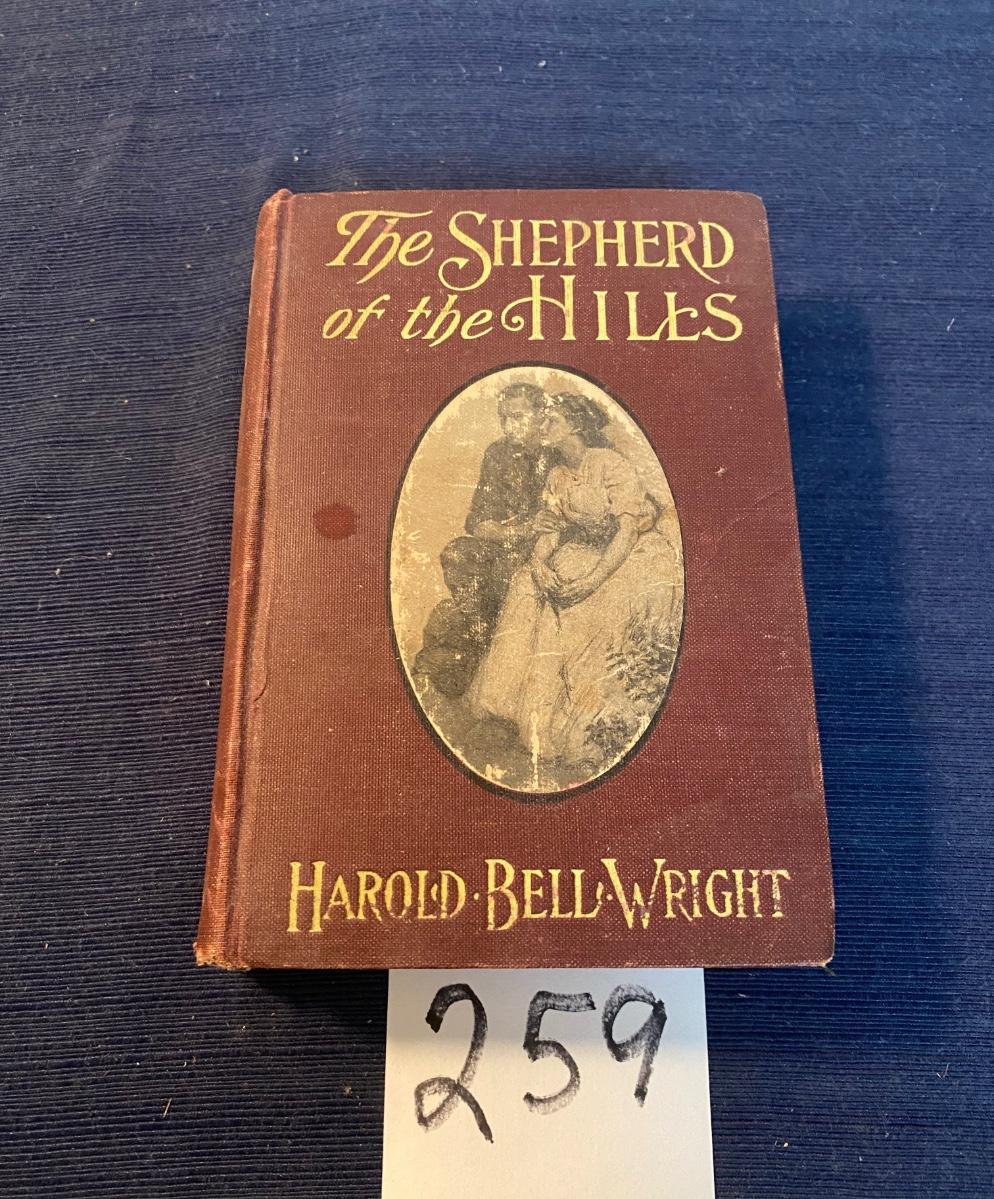 The SHEPHERD
of the HILLS
HAROLD·BELL·WRIGHT
259